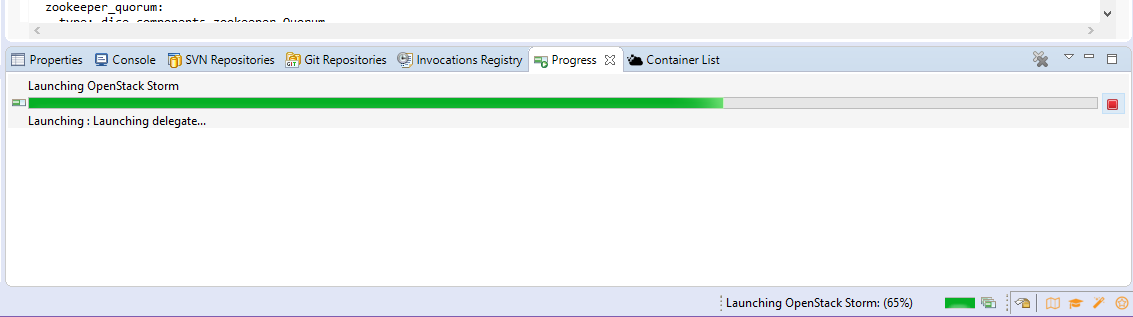 zookeeper_quorum:
type: dice.components.zookeeper.Quorum
Properties Console SVN Repositories Git Repositories Invocations Registry Progress Container List
Launching OpenStack Storm
Launching : Launching delegate...
Launching OpenStack Storm: (65%)